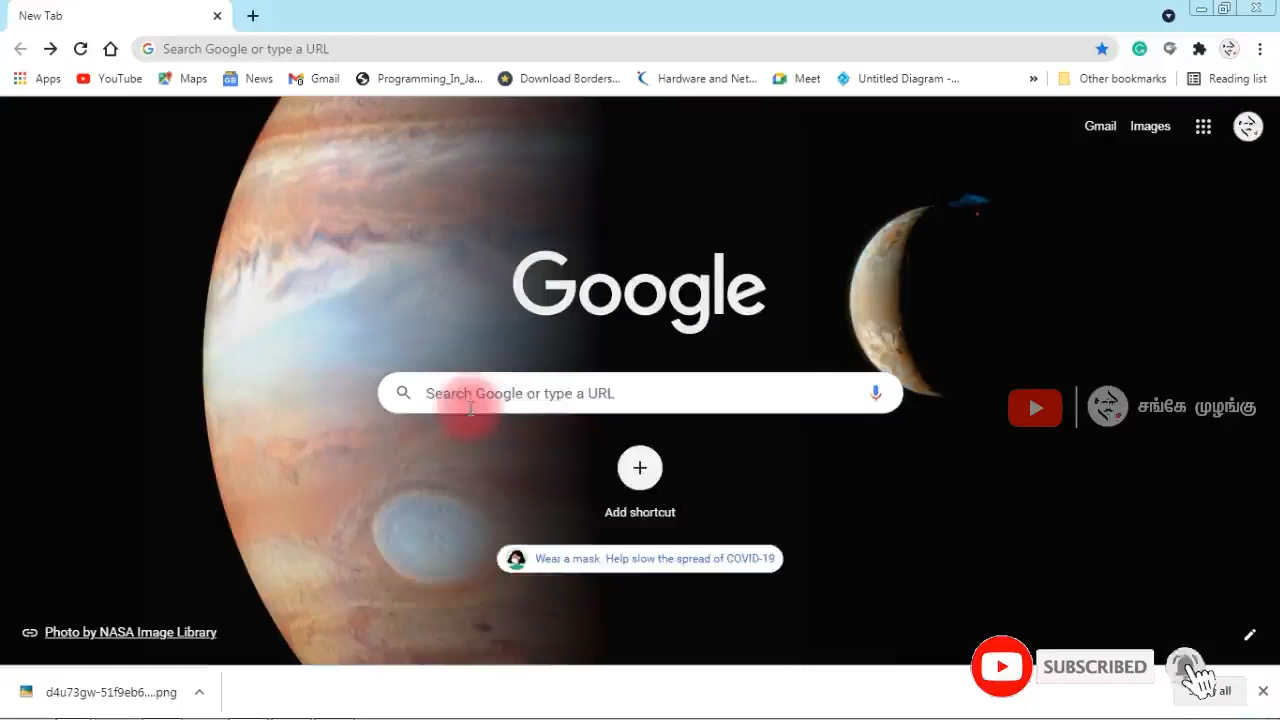 New Tab
Search Google or type a URL
Apps YouTube Maps News Gmail Programming_In_Ja... Download Borders... Hardware and Net... Meet Untitled Diagram -... » Other bookmarks Reading list
Gmail Images
Google
Search Google or type a URL
சங்கே முழங்கு
Add shortcut
Wear a mask. Help slow the spread of COVID-19
Photo by NASA Image Library
SUBSCRIBED
d4u73gw-51f9eb6....png
all